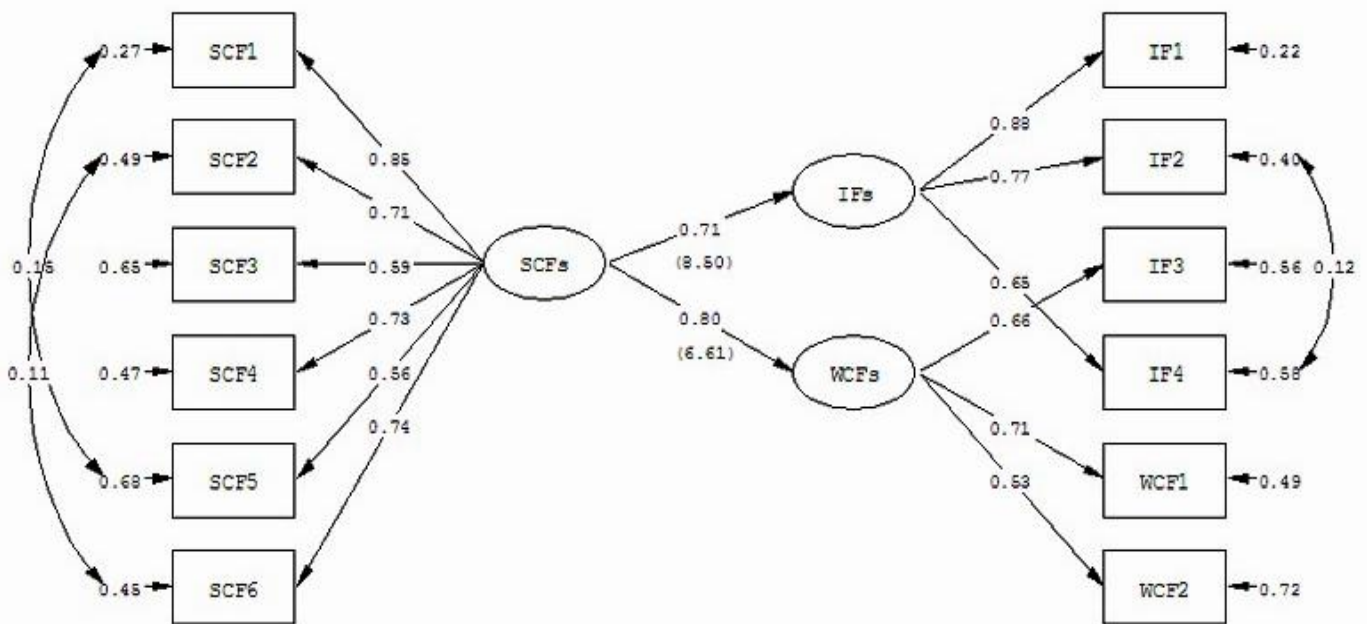 0.27 SCF1 IF1 0.22
0.88
0.49 SCF2 0.85 IF2 0.40
0.77
IFs
0.71
0.71
0.15 0.65 SCF3 0.59 SCFs (8.50) IF3 0.56 0.12
0.65
0.73 0.80 0.66
(6.61)
0.11 0.47 SCF4 0.56 WCFs IF4 0.58
0.74 0.71
0.68 SCF5 0.53 WCF1 0.49
0.45 SCF6 WCF2 0.72